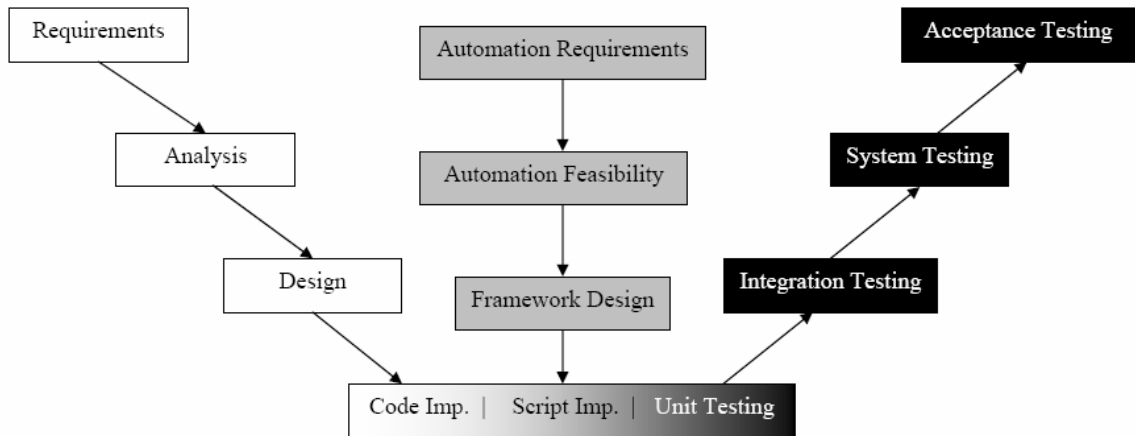 Requirements
Automation Requirements
Acceptance Testing
Analysis
Automation Feasibility
System Testing
Design
Framework Design
Integration Testing
Code Imp. | Script Imp. | Unit Testing